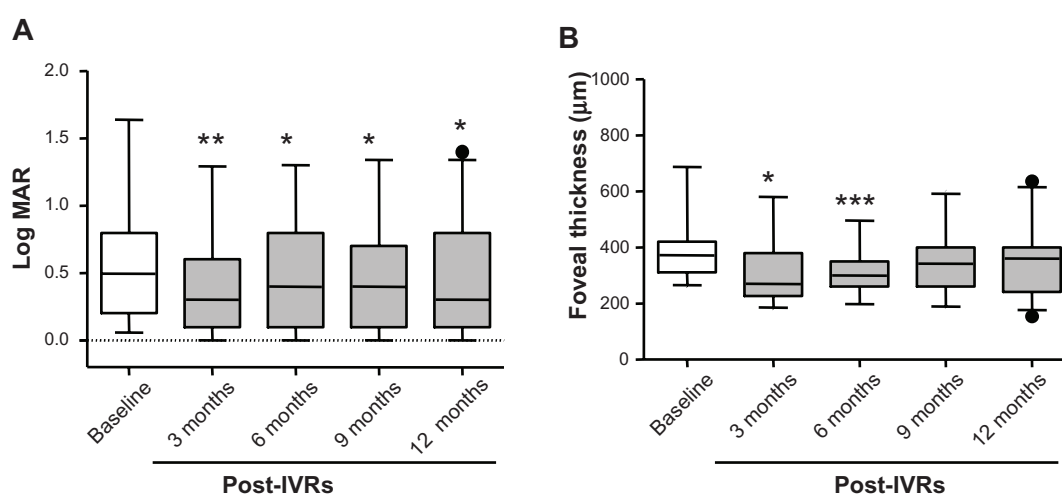 A
Log MAR
2.0
1.5
1.0
0.5
0.0
**
*
*
*
Baseline
3 months
6 months
9 months
12 months
Post-IVRs
B
Foveal thickness (μm)
1000
800
600
400
200
0
*
***
Baseline
3 months
6 months
9 months
12 months
Post-IVRs